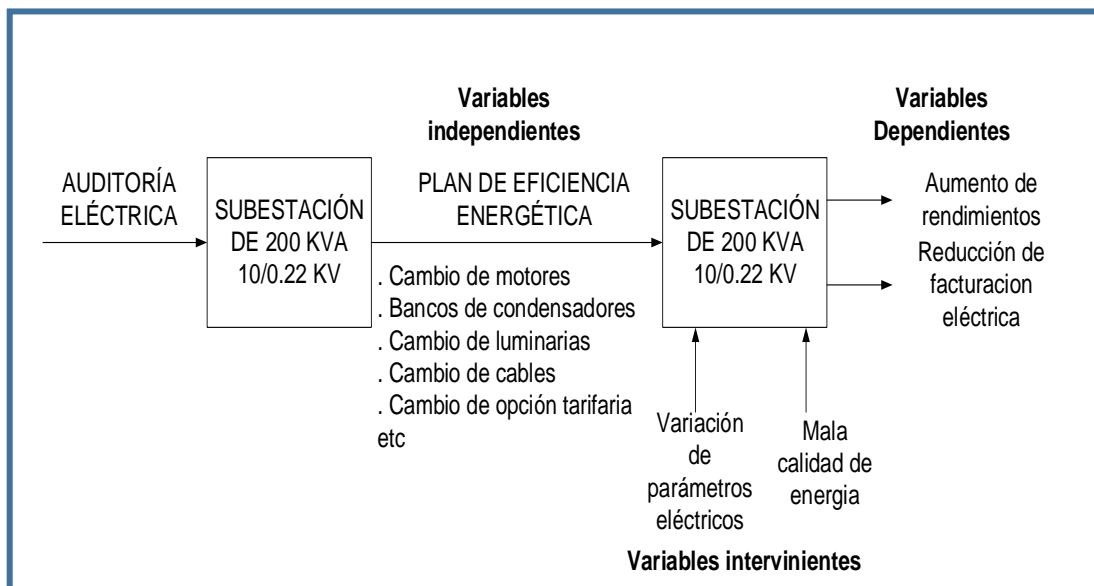 Variables
independientes
Variables
Dependientes
AUDITORÍA
ELÉCTRICA
SUBESTACIÓN
DE 200 KVA
10/0.22 KV
PLAN DE EFICIENCIA
ENERGÉTICA
. Cambio de motores
. Bancos de condensadores
. Cambio de luminarias
. Cambio de cables
. Cambio de opción tarifaria
etc
SUBESTACIÓN
DE 200 KVA
10/0.22 KV
Aumento de
rendimientos
Reducción de
facturacion
eléctrica
Variación
de
parámetros
eléctricos
Mala
calidad de
energia
Variables intervinientes